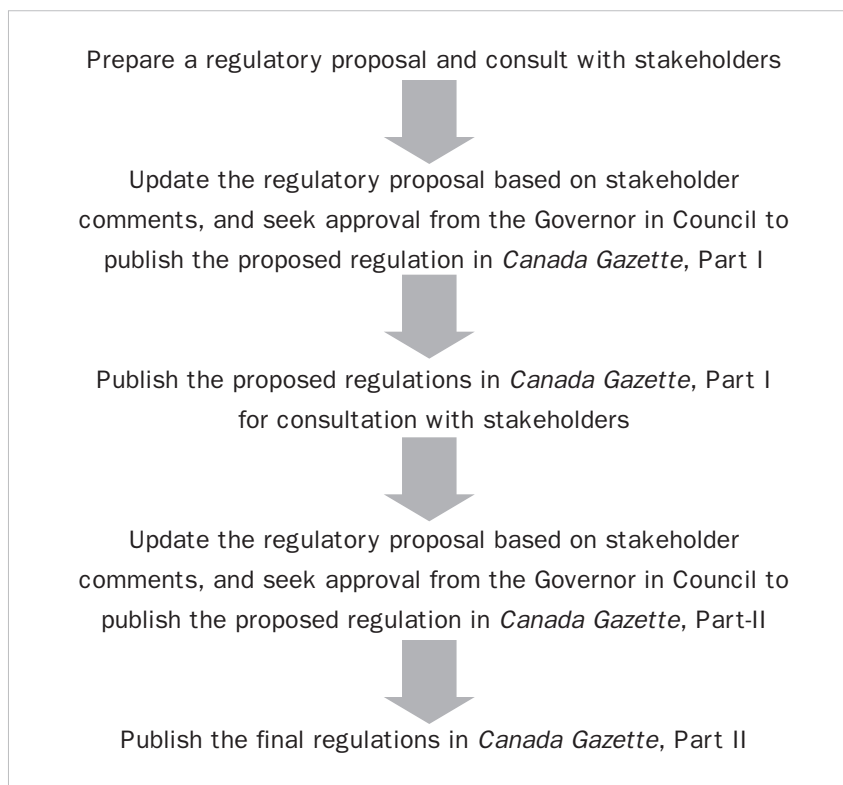 Prepare a regulatory proposal and consult with stakeholders
Update the regulatory proposal based on stakeholder
comments, and seek approval from the Governor in Council to
publish the proposed regulation in Canada Gazette, Part I
Publish the proposed regulations in Canada Gazette, Part I
for consultation with stakeholders
Update the regulatory proposal based on stakeholder
comments, and seek approval from the Governor in Council to
publish the proposed regulation in Canada Gazette, Part-II
Publish the final regulations in Canada Gazette, Part II